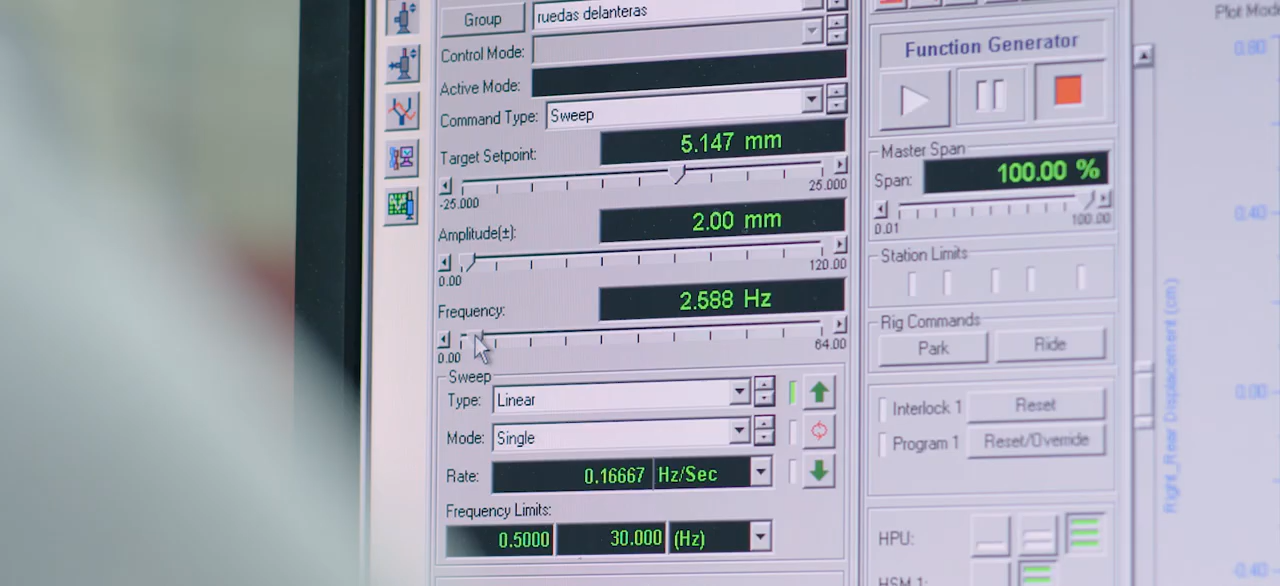 Group
ruedas delanteras
Control Mode:
Active Mode:
Command Type: Sweep
Target Setpoint: 5.147 mm
-25.000 25.000
Amplitude(±): 2.00 mm
0.00 120.00
Frequency: 2.588 Hz
0.00 64.00
Sweep
Type: Linear
Mode: Single
Rate: 0.16667 Hz/Sec
Frequency Limits:
0.5000 30.000 (Hz)
Function Generator
Master Span
Span: 100.00 %
0.01 100.00
Station Limits
Rig Commands
Park Ride
Interlock 1 Reset
Program 1 Reset/Override
HPU:
HSM 1:
Plot Mode
0.80
0.40
0.00
-0.40
Right_Rear Displacement (cm)